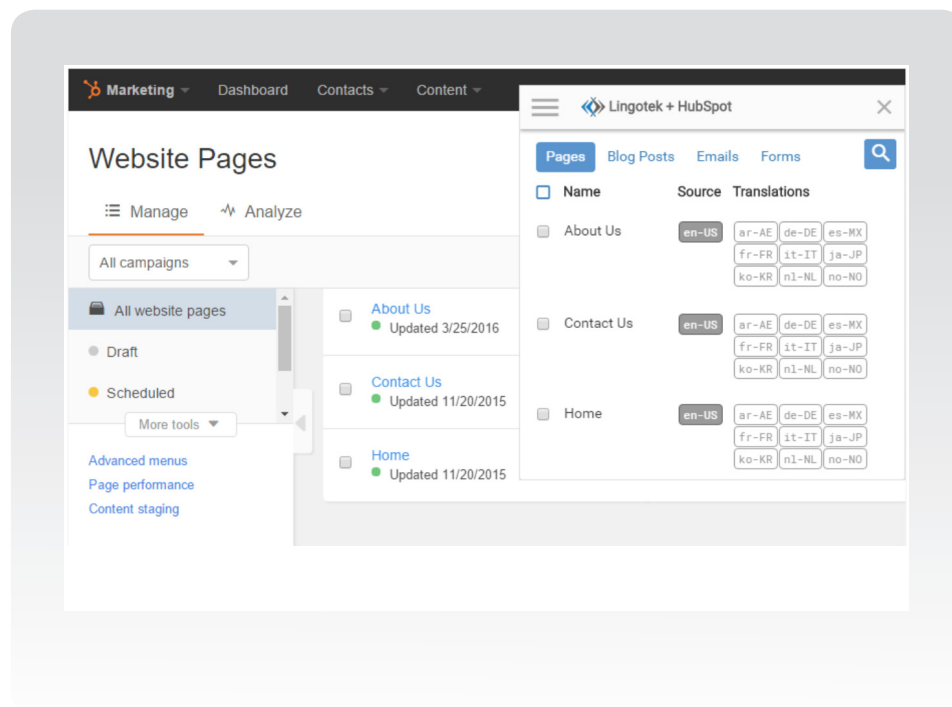 Marketing Dashboard Contacts Content
Website Pages
Manage Analyze
All campaigns
All website pages
Draft
Scheduled
More tools
Advanced menus
Page performance
Content staging
About Us
Updated 3/25/2016
Contact Us
Updated 11/20/2015
Home
Updated 11/20/2015
Lingotek + HubSpot
Pages Blog Posts Emails Forms
Name Source Translations
About Us en-US ar-AE de-DE es-MX
fr-FR it-IT ja-JP
ko-KR nl-NL no-NO
Contact Us en-US ar-AE de-DE es-MX
fr-FR it-IT ja-JP
ko-KR nl-NL no-NO
Home en-US ar-AE de-DE es-MX
fr-FR it-IT ja-JP
ko-KR nl-NL no-NO